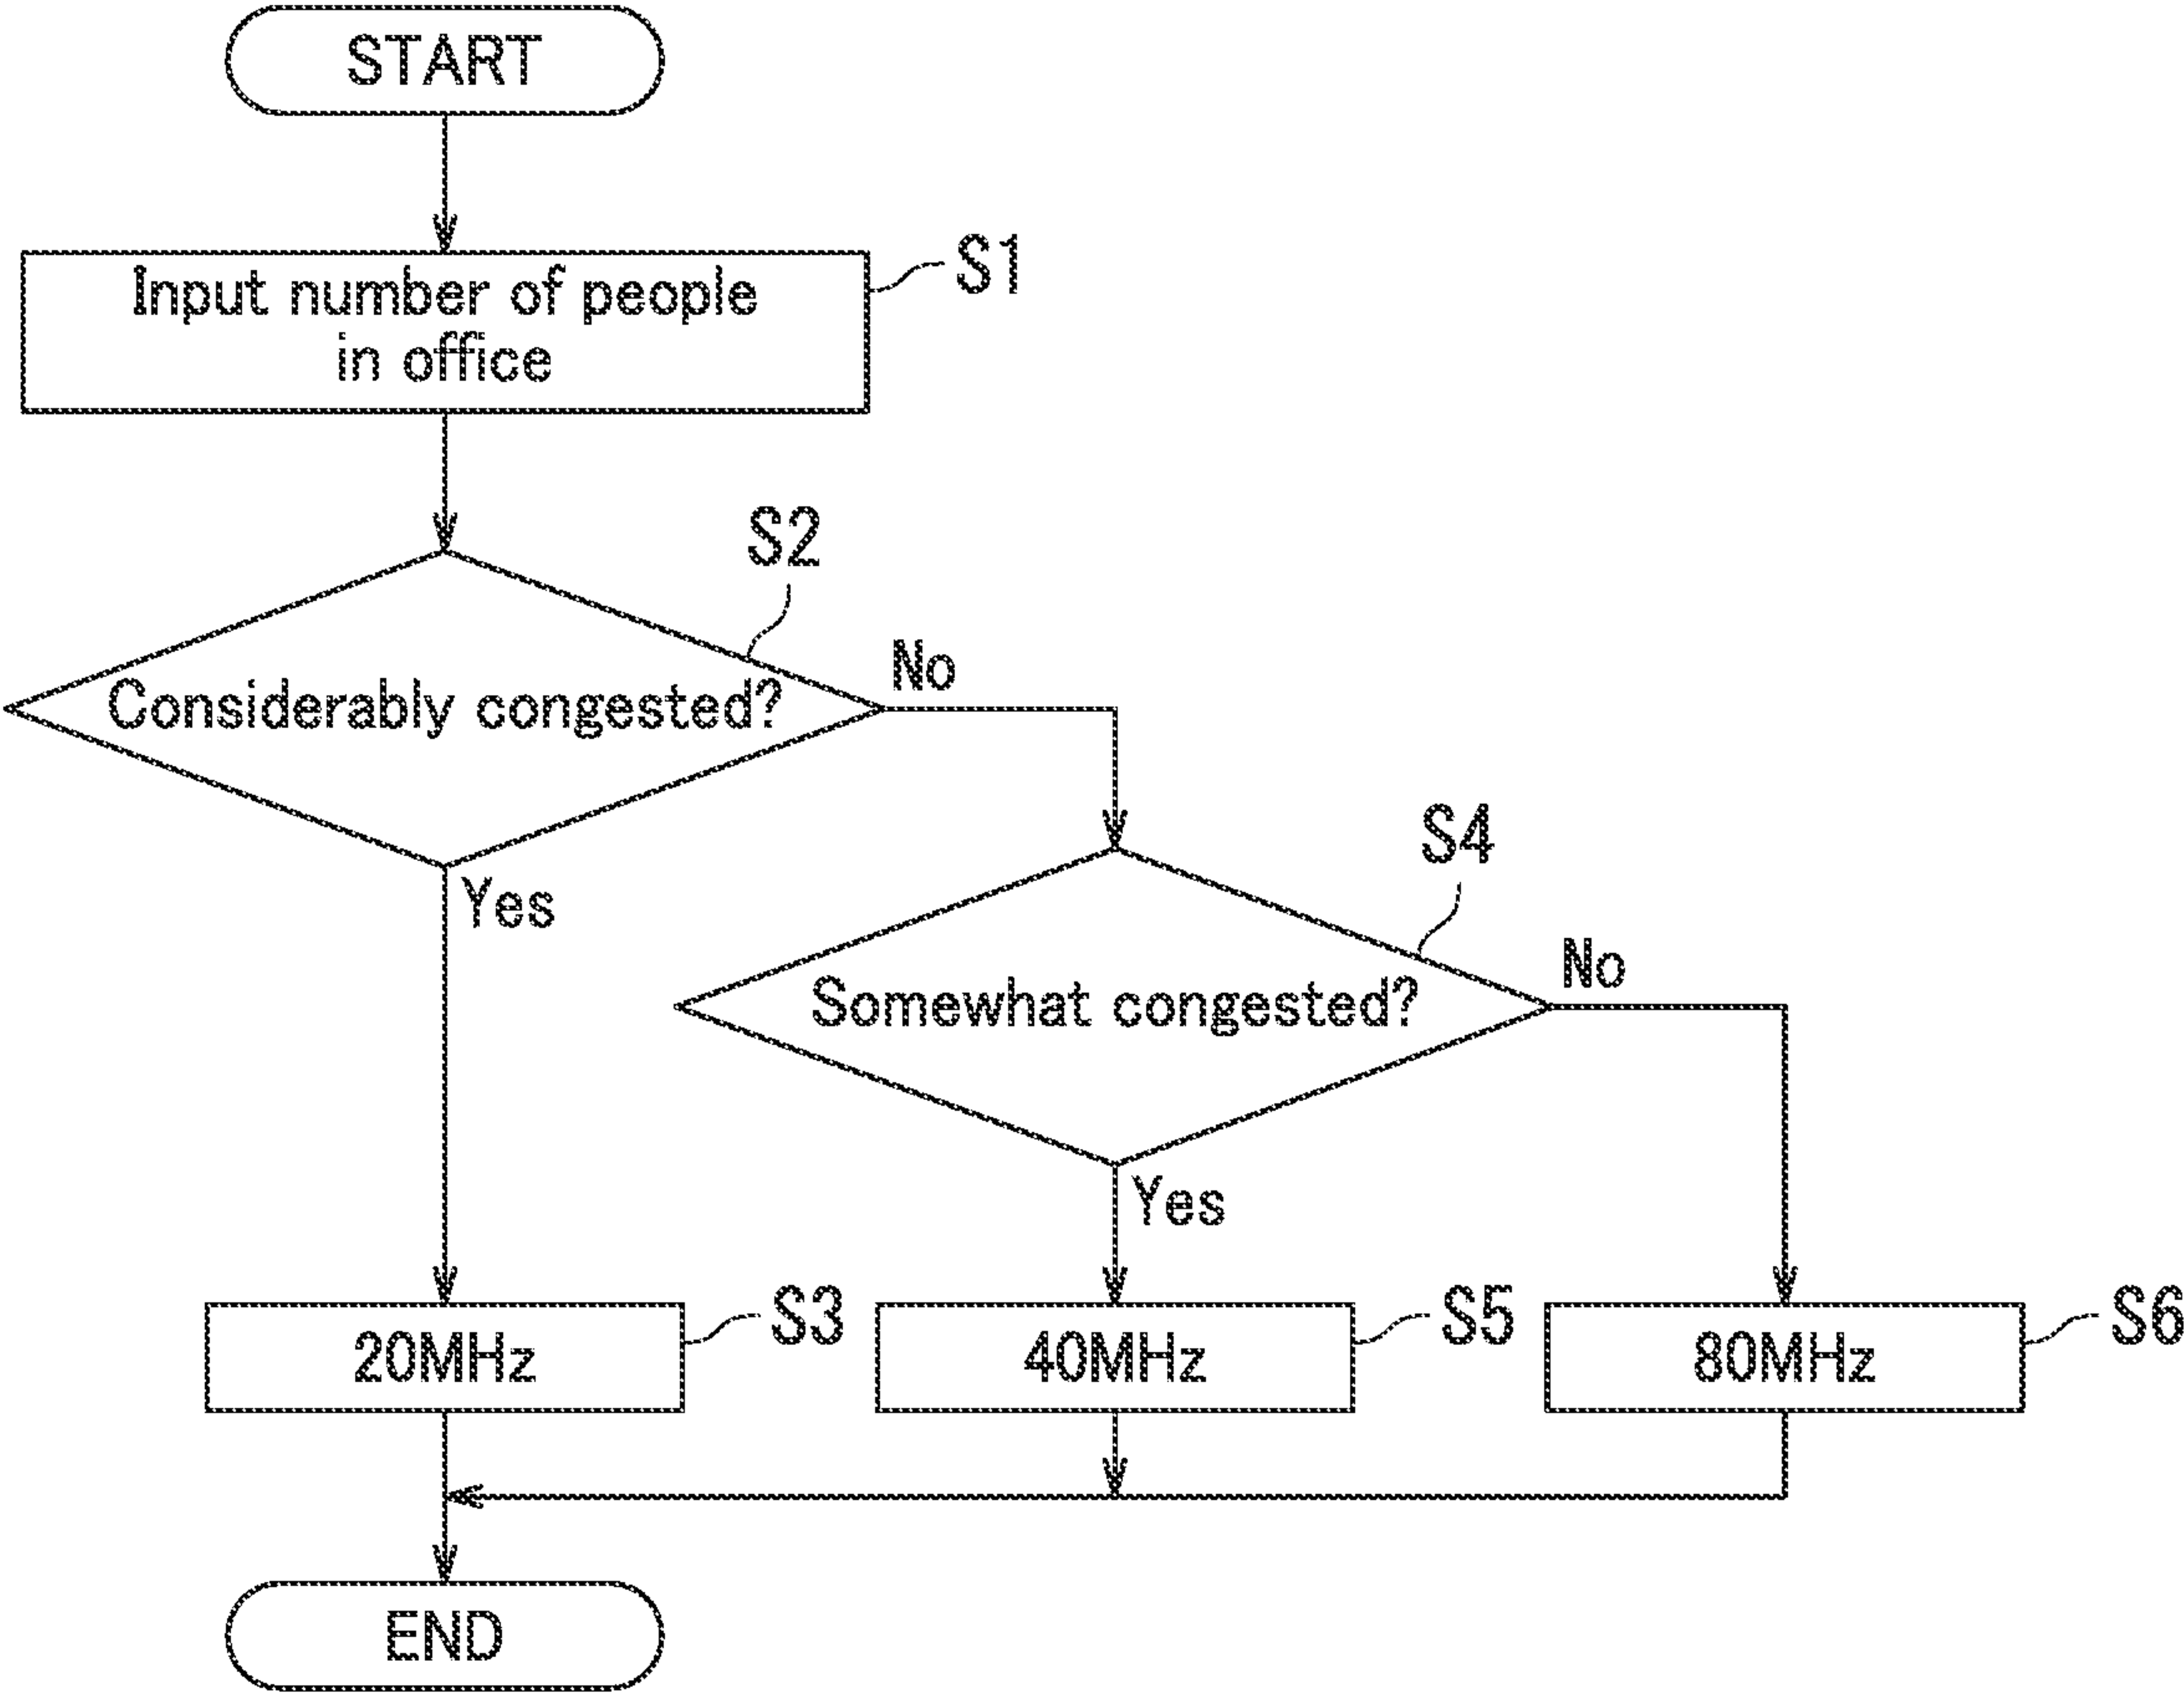 START
S1
Input number of people
in office
S2
No
Considerably congested?
Yes
S4
No
Somewhat congested?
Yes
S3
20MHz
S5
40MHz
S6
80MHz
END